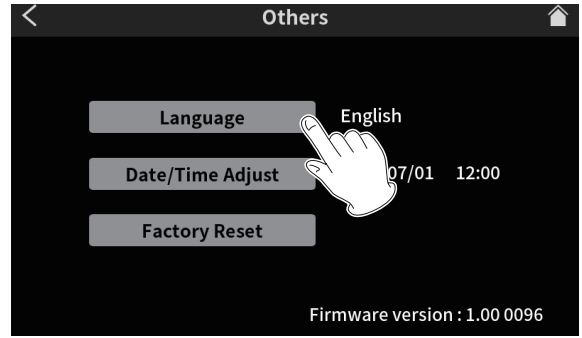 Others
Language English
Date/Time Adjust 07/01 12:00
Factory Reset
Firmware version : 1.00 0096